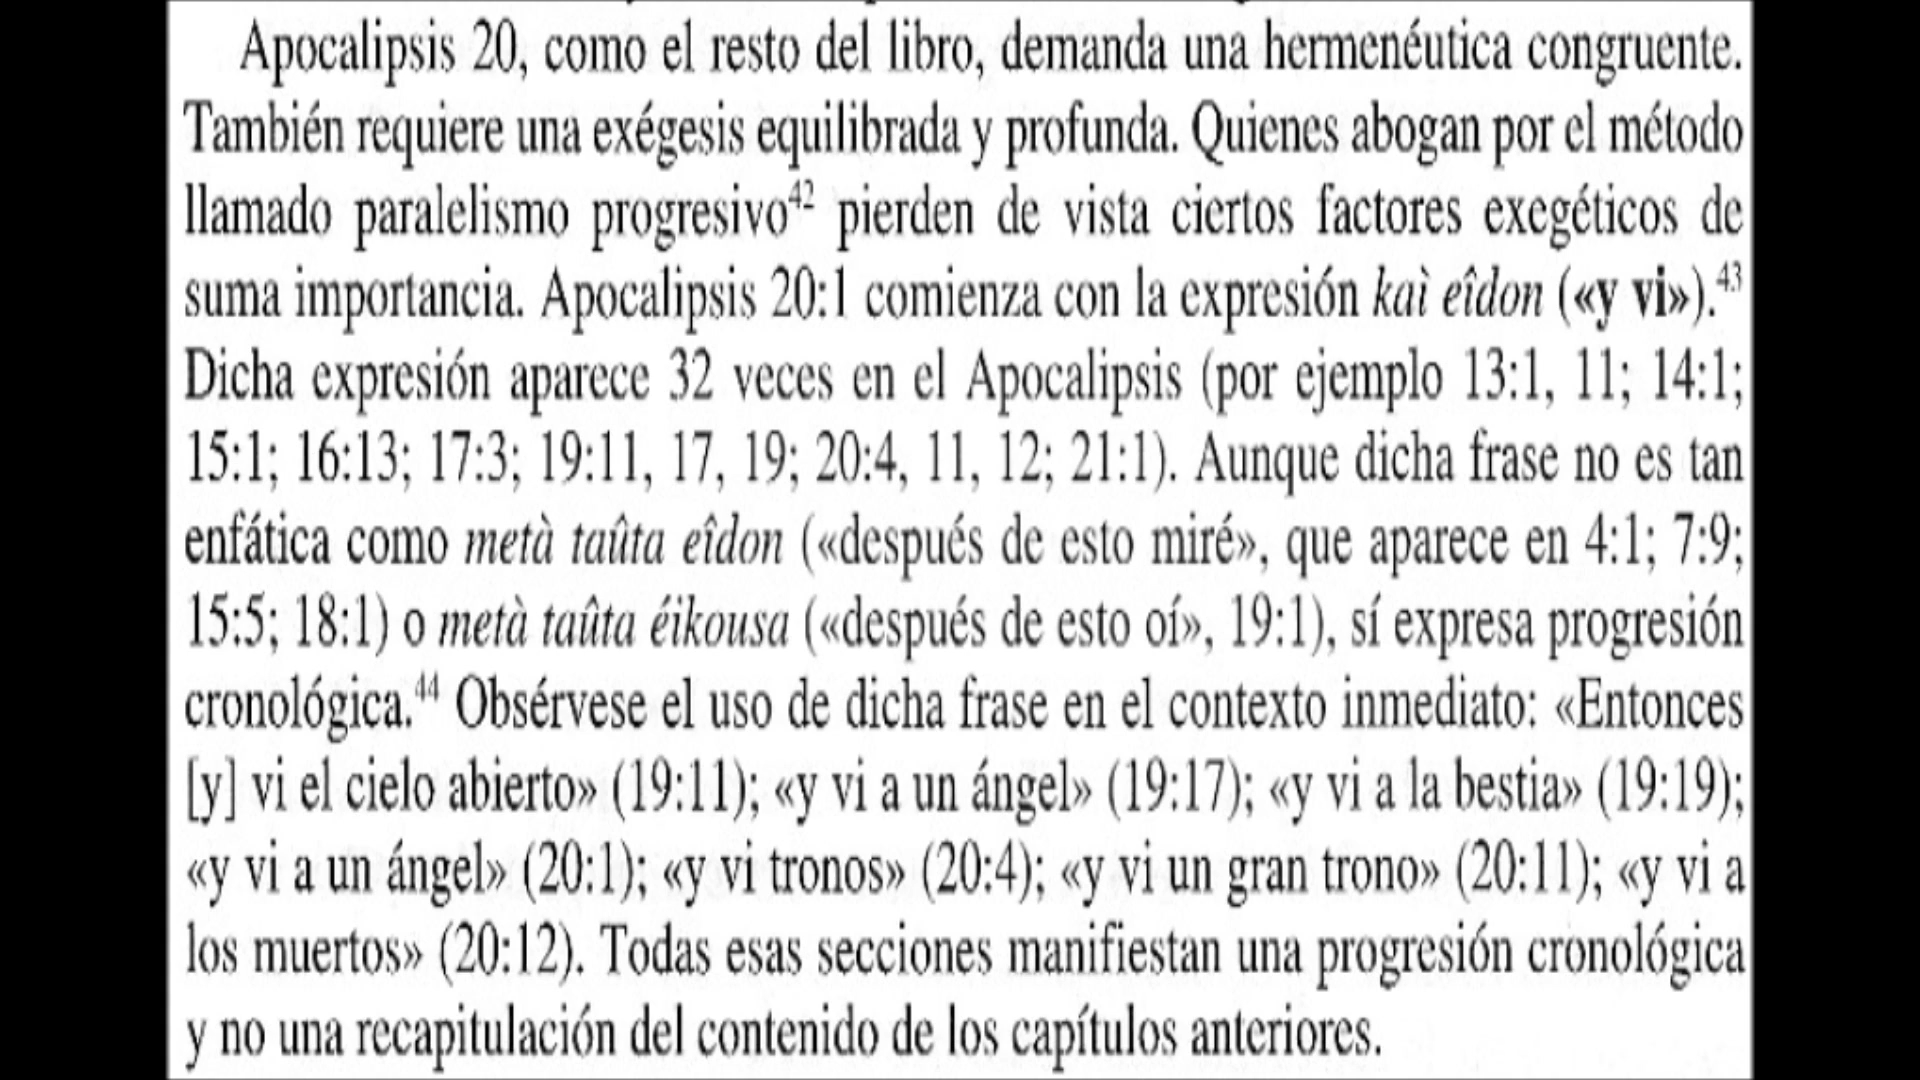 Apocalipsis 20, como el resto del libro, demanda una hermenéutica congruente.
También requiere una exégesis equilibrada y profunda. Quienes abogan por el método
llamado paralelismo progresivo42 pierden de vista ciertos factores exegéticos de
suma importancia. Apocalipsis 20:1 comienza con la expresión kaì eîdon («y vi»).43
Dicha expresión aparece 32 veces en el Apocalipsis (por ejemplo 13:1, 11; 14:1;
15:1; 16:13; 17:3; 19:11, 17, 19; 20:4, 11, 12; 21:1). Aunque dicha frase no es tan
enfática como metà taûta eîdon («después de esto miré», que aparece en 4:1; 7:9;
15:5; 18:1) o metà taûta éikousa («después de esto oí», 19:1), sí expresa progresión
cronológica.44 Obsérvese el uso de dicha frase en el contexto inmediato: «Entonces
[y] vi el cielo abierto» (19:11); «y vi a un ángel» (19:17); «y vi a la bestia» (19:19);
«y vi a un ángel» (20:1); «y vi tronos» (20:4); «y vi un gran trono» (20:11); «y vi a
los muertos» (20:12). Todas esas secciones manifiestan una progresión cronológica
y no una recapitulación del contenido de los capítulos anteriores.